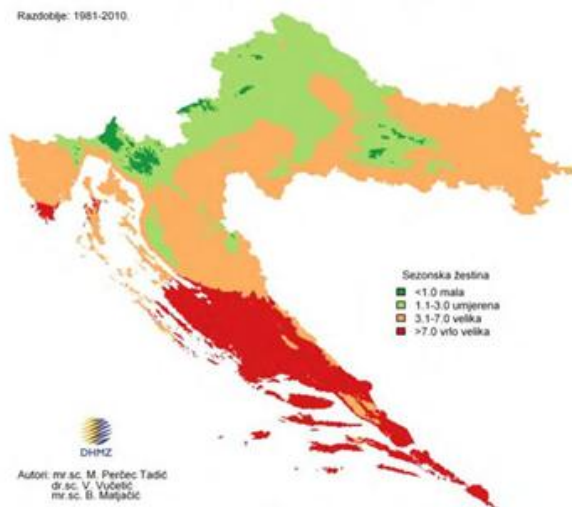 Razdoblje: 1981-2010.
Sezonska žestina
<1.0 mala
1.1-3.0 umjerena
3.1-7.0 velika
>7.0 vrlo velika
DHMZ
Autori: mr.sc. M. Perčec Tadić
dr.sc. V. Vučetić
mr.sc. B. Matjačić